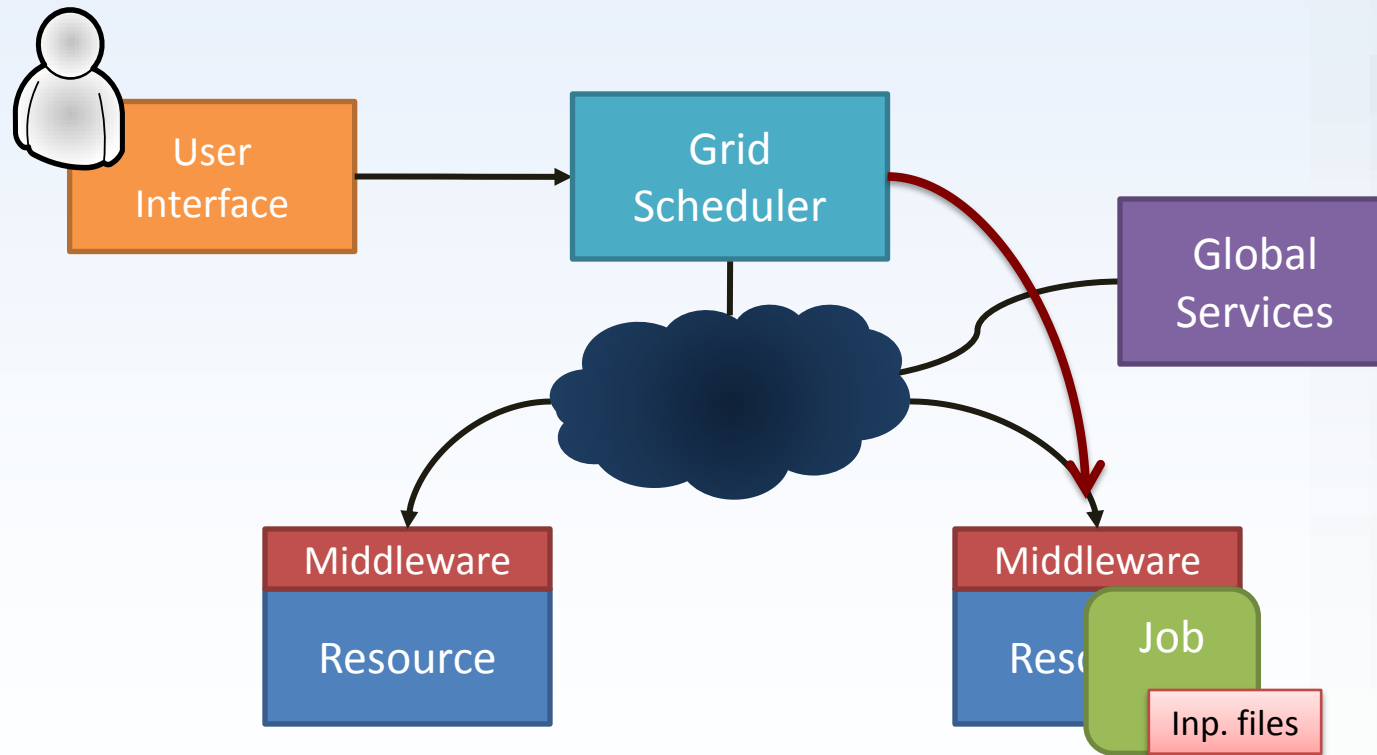 User
Interface
Grid
Scheduler
Global
Services
Middleware
Resource
Middleware
Job
Inp. files